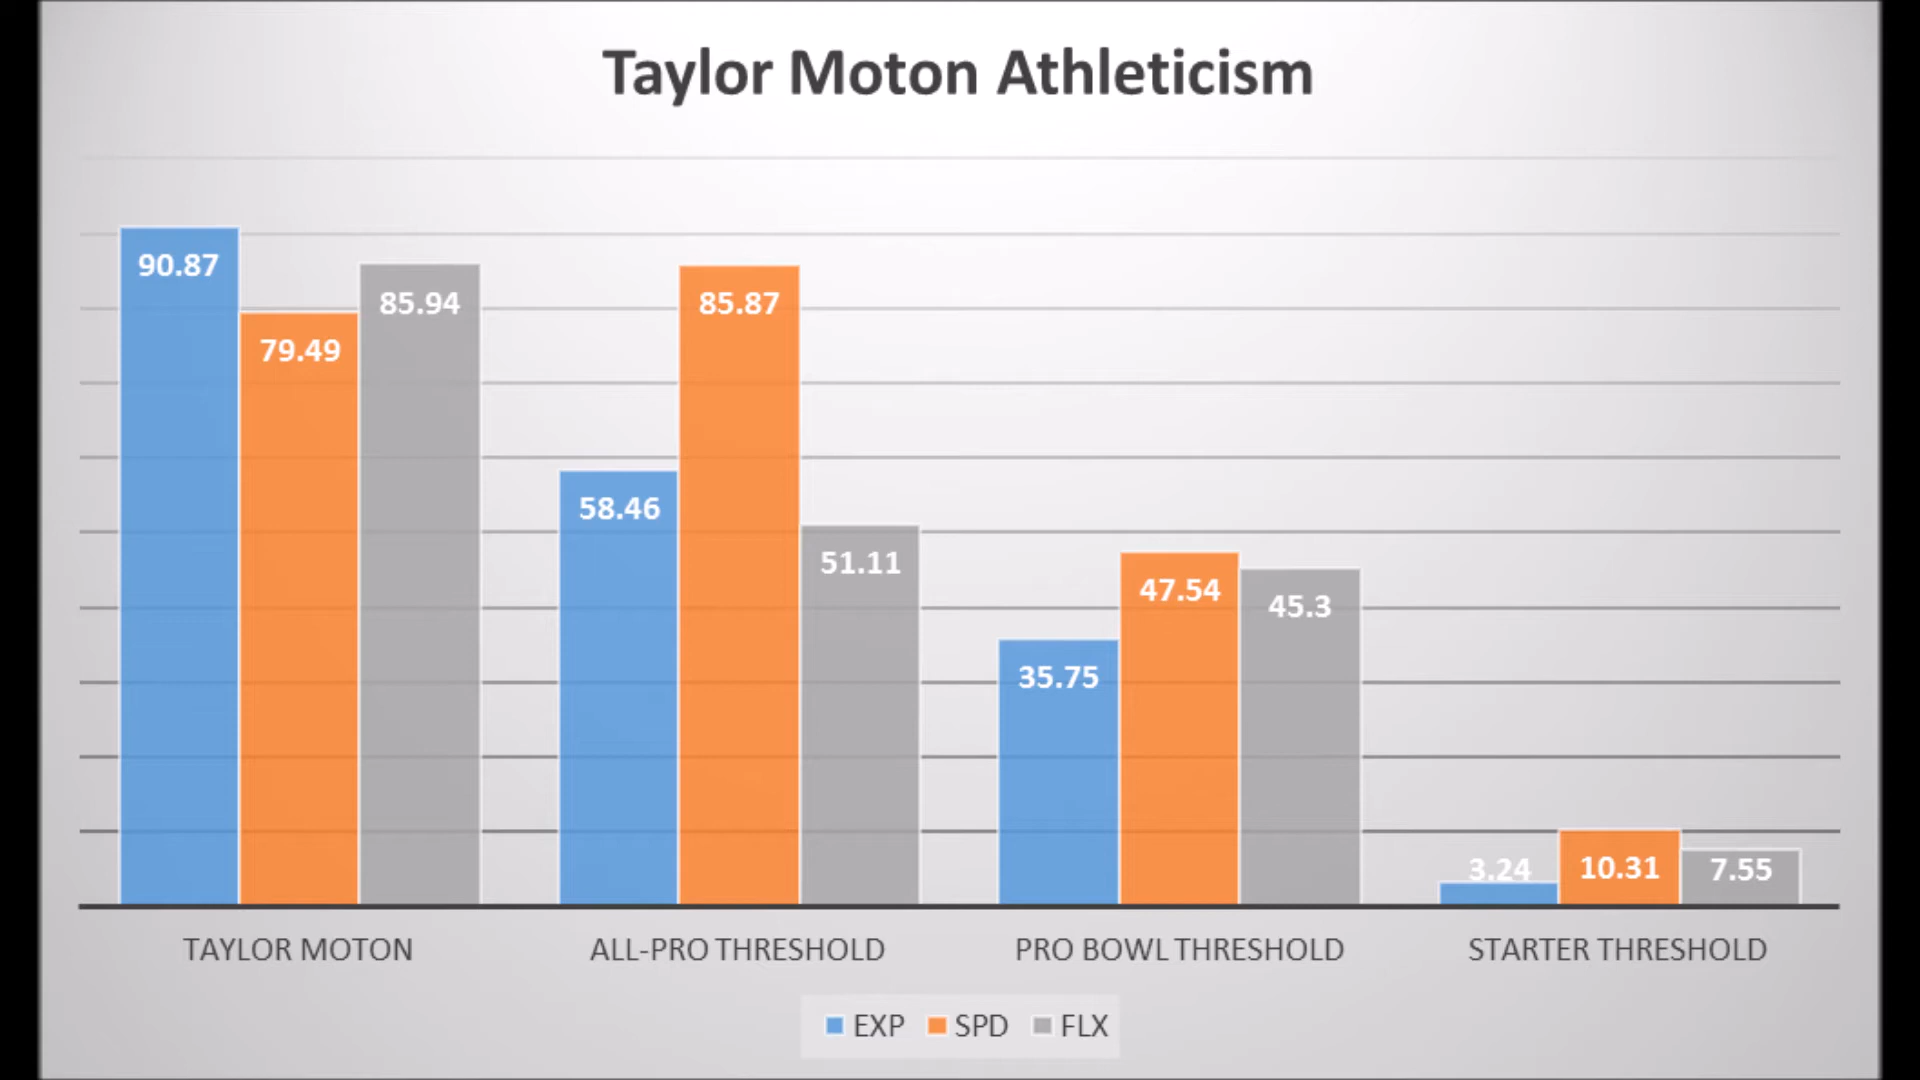 Taylor Moton Athleticism
90.87
79.49
85.94
58.46
85.87
51.11
35.75
47.54
45.3
3.24
10.31
7.55
TAYLOR MOTON
ALL-PRO THRESHOLD
PRO BOWL THRESHOLD
STARTER THRESHOLD
EXP SPD FLX